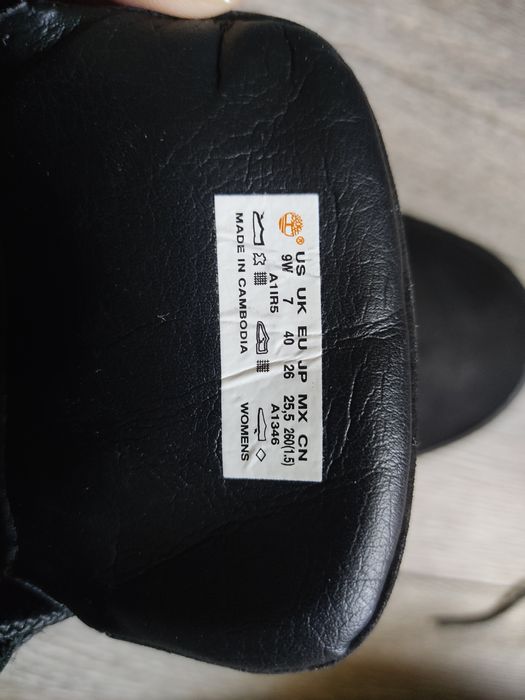 ®
US UK EU JP MX CN
9W 7 40 26 25,5 260(1.5)
A1IR5 A1346
MADE IN CAMBODIA WOMENS